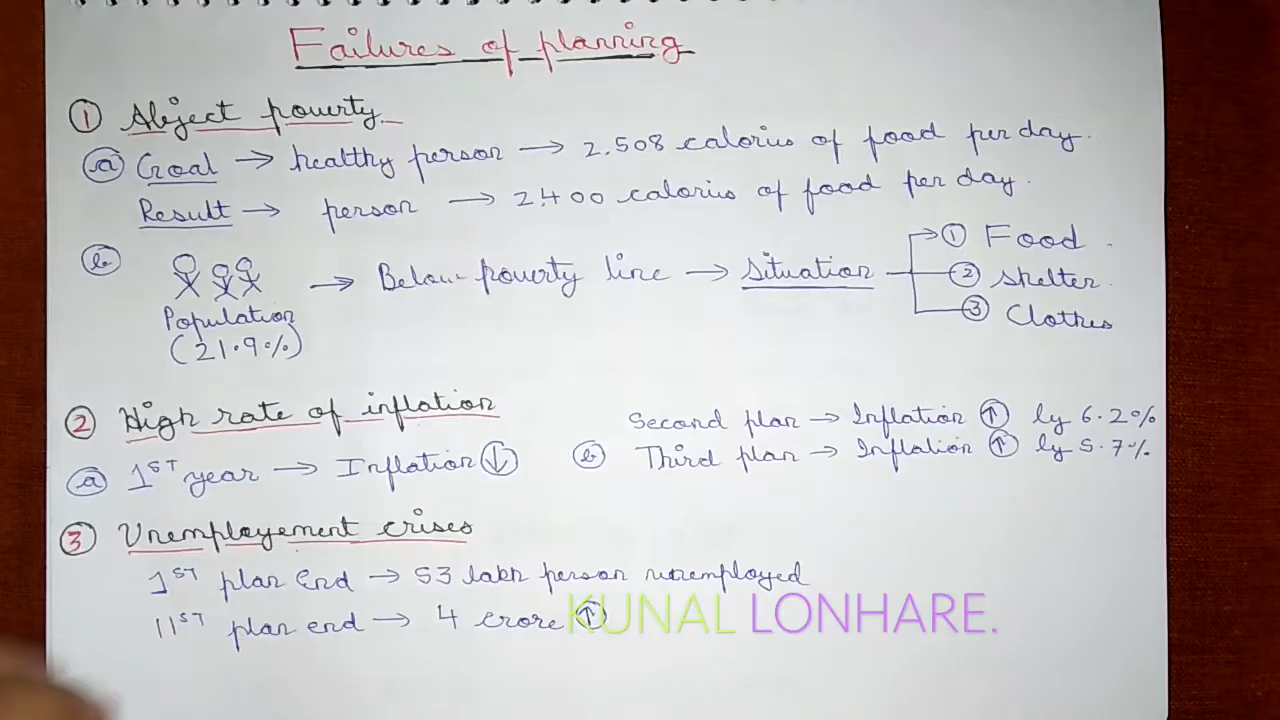 Failures of planning
① Abject poverty
ⓐ Goal → healthy person → 2,508 calories of food per day.
Result → person → 2,400 calories of food per day.
ⓑ Population (21.9%) → Below poverty line → situation
① Food
② Shelter
③ Clothes
② High rate of inflation
ⓐ 1ST year → Inflation ↓
Second plan → Inflation ↑ by 6.2%
ⓑ Third plan → Inflation ↑ by 5.7%
③ Unemployement crises
1ST plan end → 53 lakh person unemployed
11ST plan end → 4 crore ↑
KUNAL LONHARE.